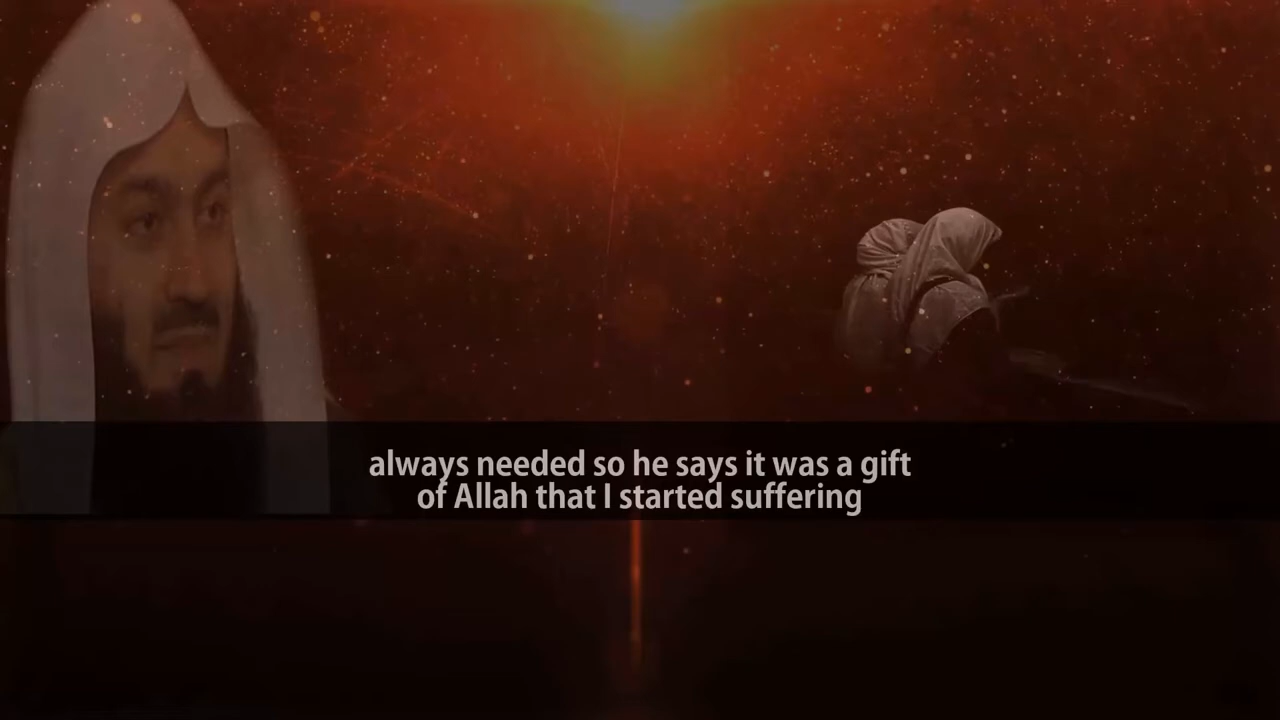 always needed so he says it was a gift
of Allah that I started suffering